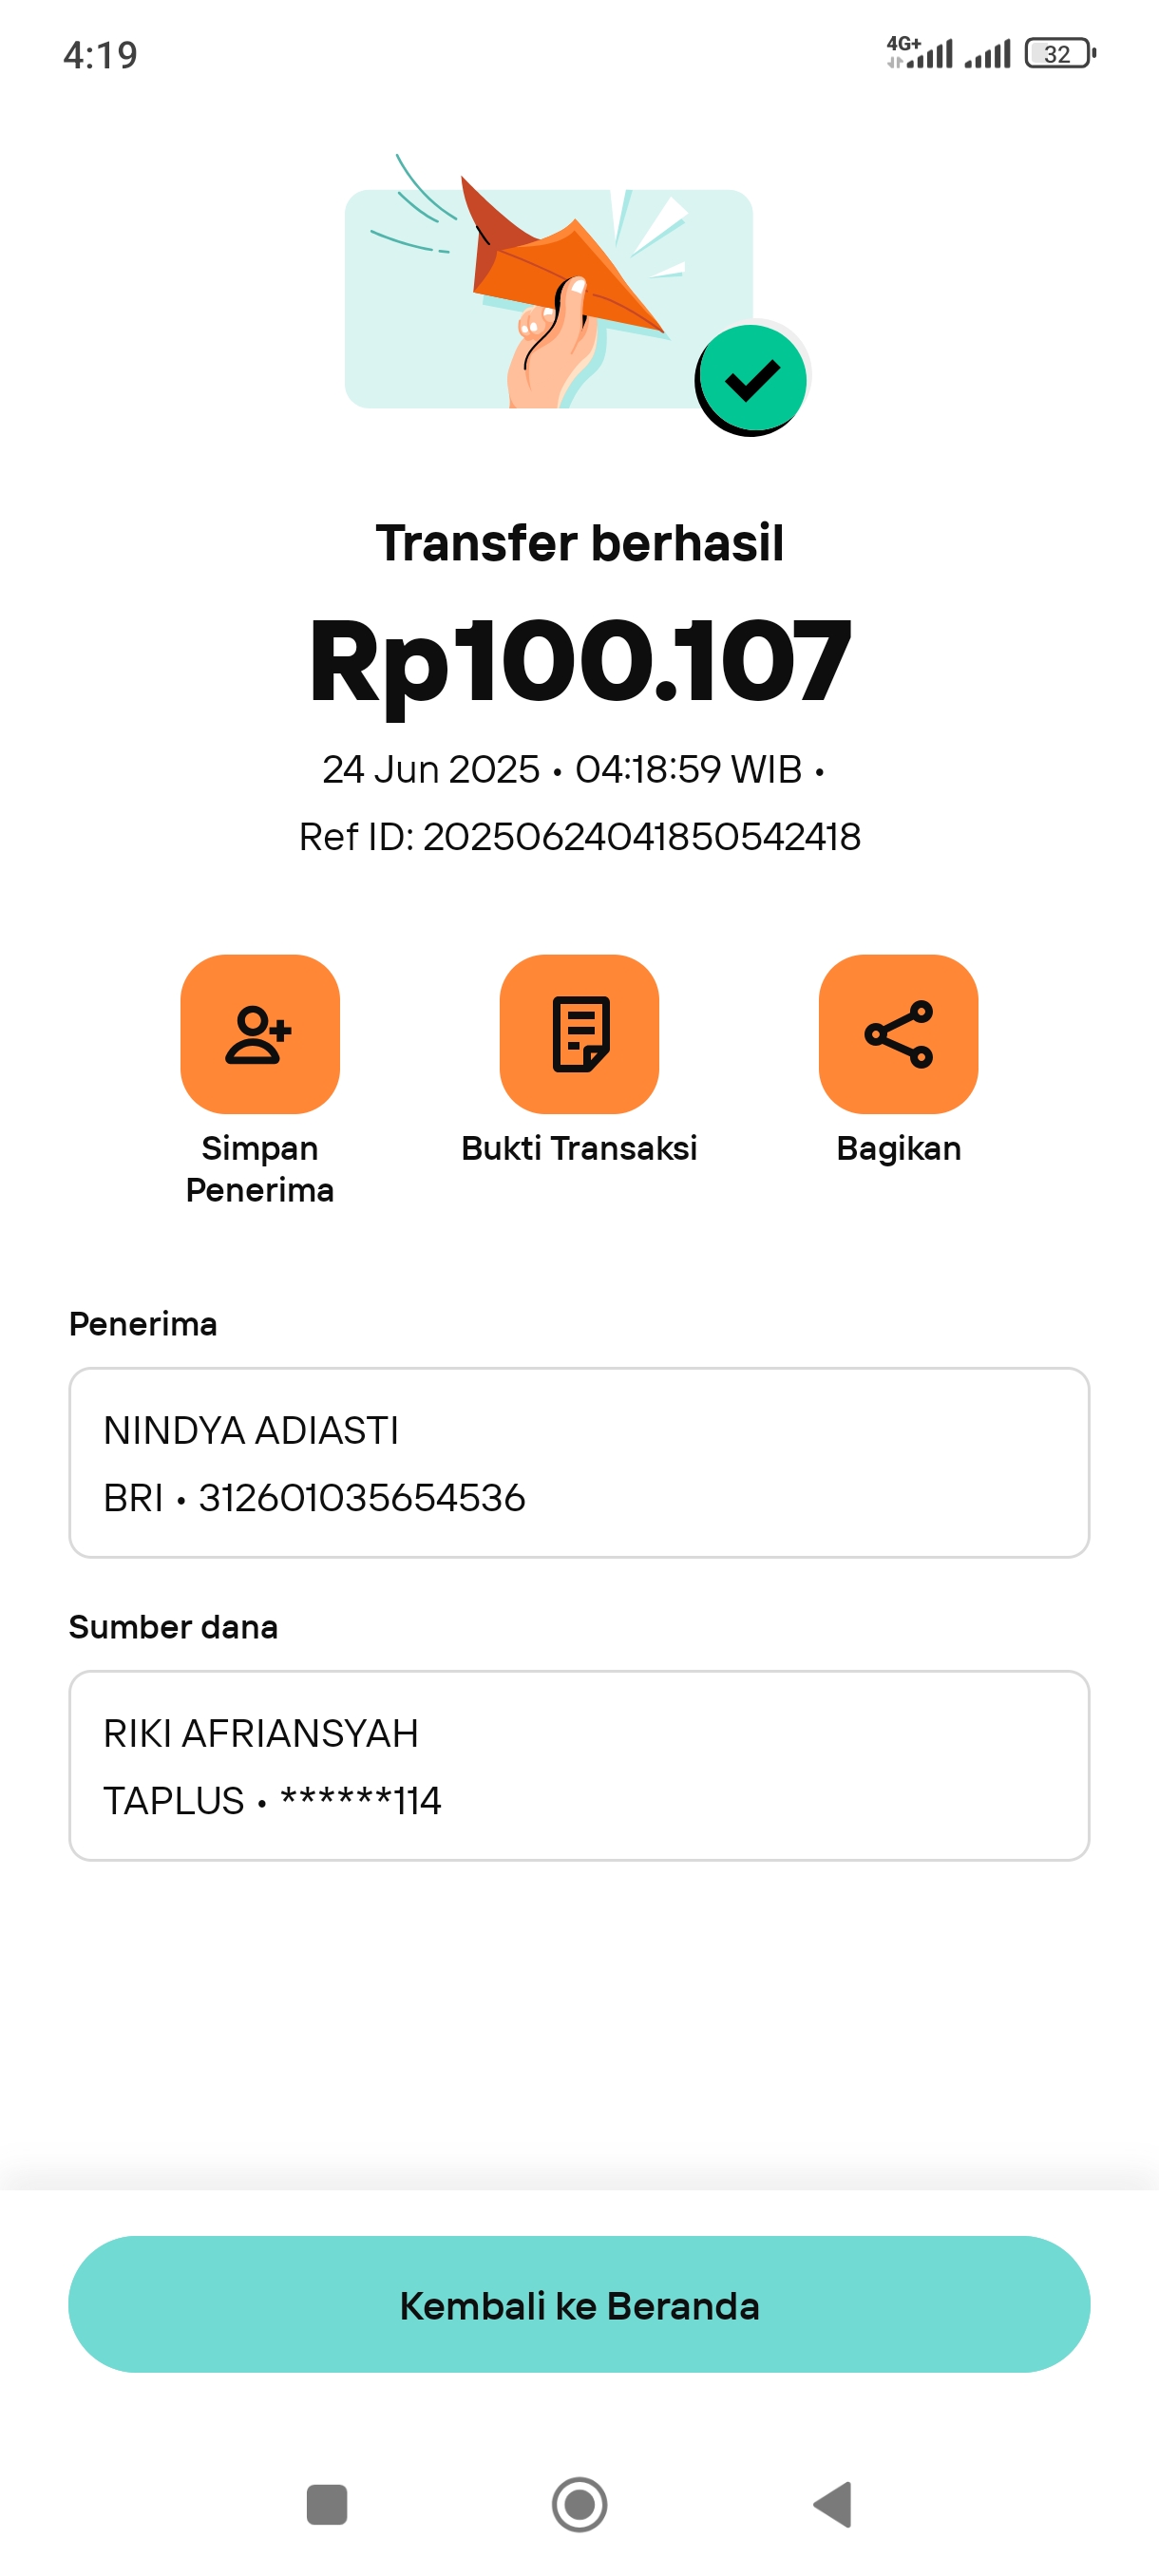 4:19
4G+
32
Transfer berhasil
Rp100.107
24 Jun 2025 • 04:18:59 WIB •
Ref ID: 20250624041850542418
Simpan
Penerima
Bukti Transaksi
Bagikan
Penerima
NINDYA ADIASTI
BRI • 312601035654536
Sumber dana
RIKI AFRIANSYAH
TAPLUS • ******114
Kembali ke Beranda